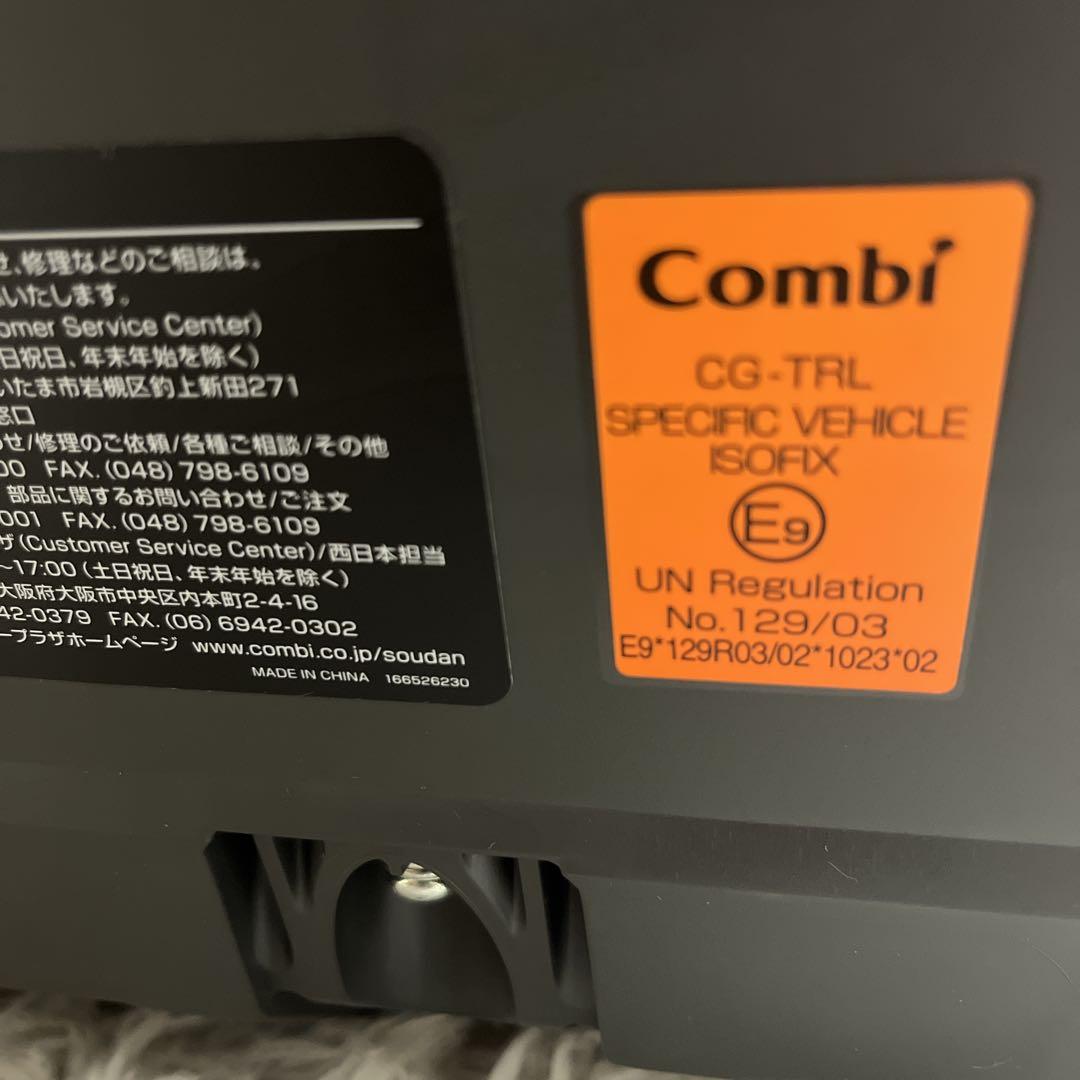 せ、修理などのご相談は、
いたします。
omer Service Center)
日祝日、年末年始を除く)
いたま市岩槻区釣上新田271
窓口
わせ/修理のご依頼/各種ご相談/その他
00 FAX.(048)798-6109
部品に関するお問い合わせ/ご注文
001 FAX.(048)798-6109
ザ(Customer Service Center)/西日本担当
~17:00(土日祝日、年末年始を除く)
大阪府大阪市中央区内本町2-4-16
42-0379 FAX.(06)6942-0302
ープラザホームページ www.combi.co.jp/soudan
MADE IN CHINA 166526230
Combi
CG-TRL
SPECIFIC VEHICLE
ISOFIX
E9
UN Regulation
No.129/03
E9*129R03/02*1023*02